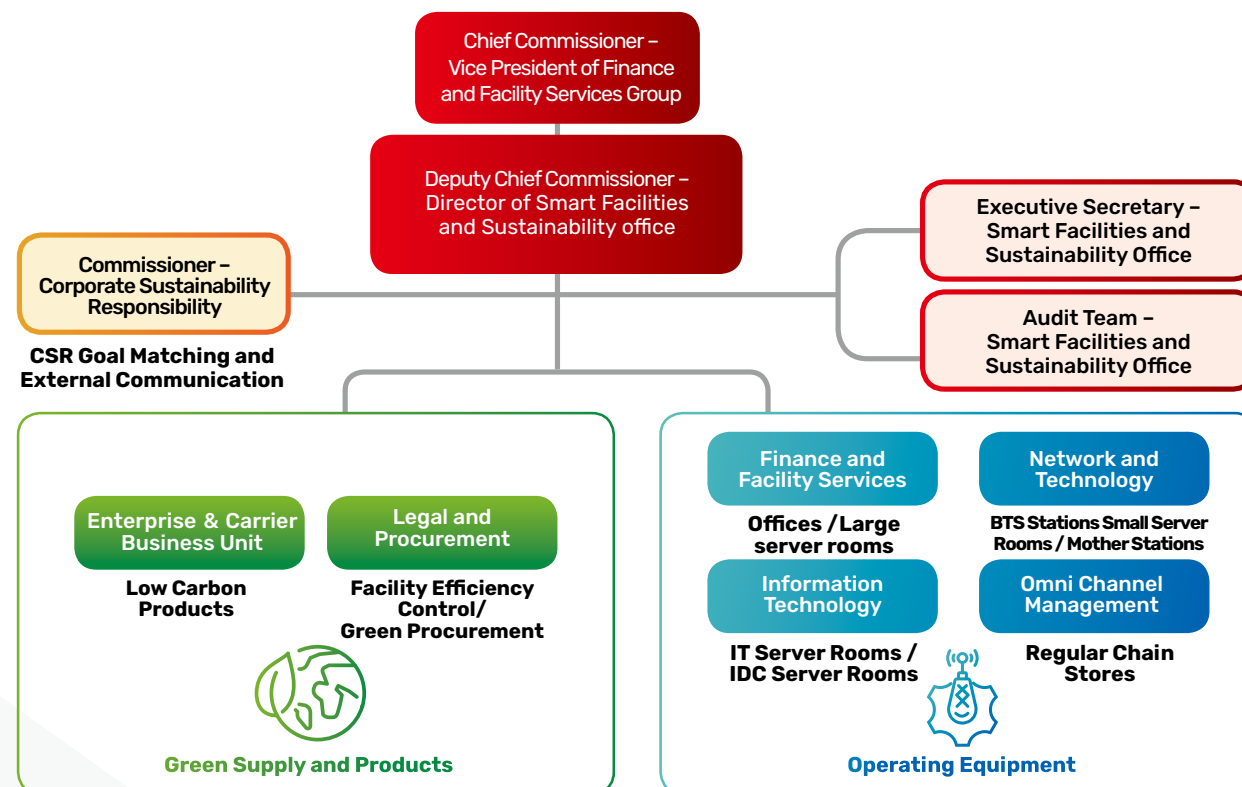 Chief Commissioner –
Vice President of Finance
and Facility Services Group
Deputy Chief Commissioner –
Director of Smart Facilities
and Sustainability office
Executive Secretary –
Smart Facilities and
Sustainability Office
Commissioner –
Corporate Sustainability
Responsibility
Audit Team –
Smart Facilities and
Sustainability Office
CSR Goal Matching and
External Communication
Enterprise & Carrier
Business Unit
Low Carbon
Products
Legal and
Procurement
Facility Efficiency
Control/
Green Procurement
Green Supply and Products
Finance and
Facility Services
Offices /Large
server rooms
Network and
Technology
BTS Stations Small Server
Rooms / Mother Stations
Information
Technology
IT Server Rooms /
IDC Server Rooms
Omni Channel
Management
Regular Chain
Stores
Operating Equipment